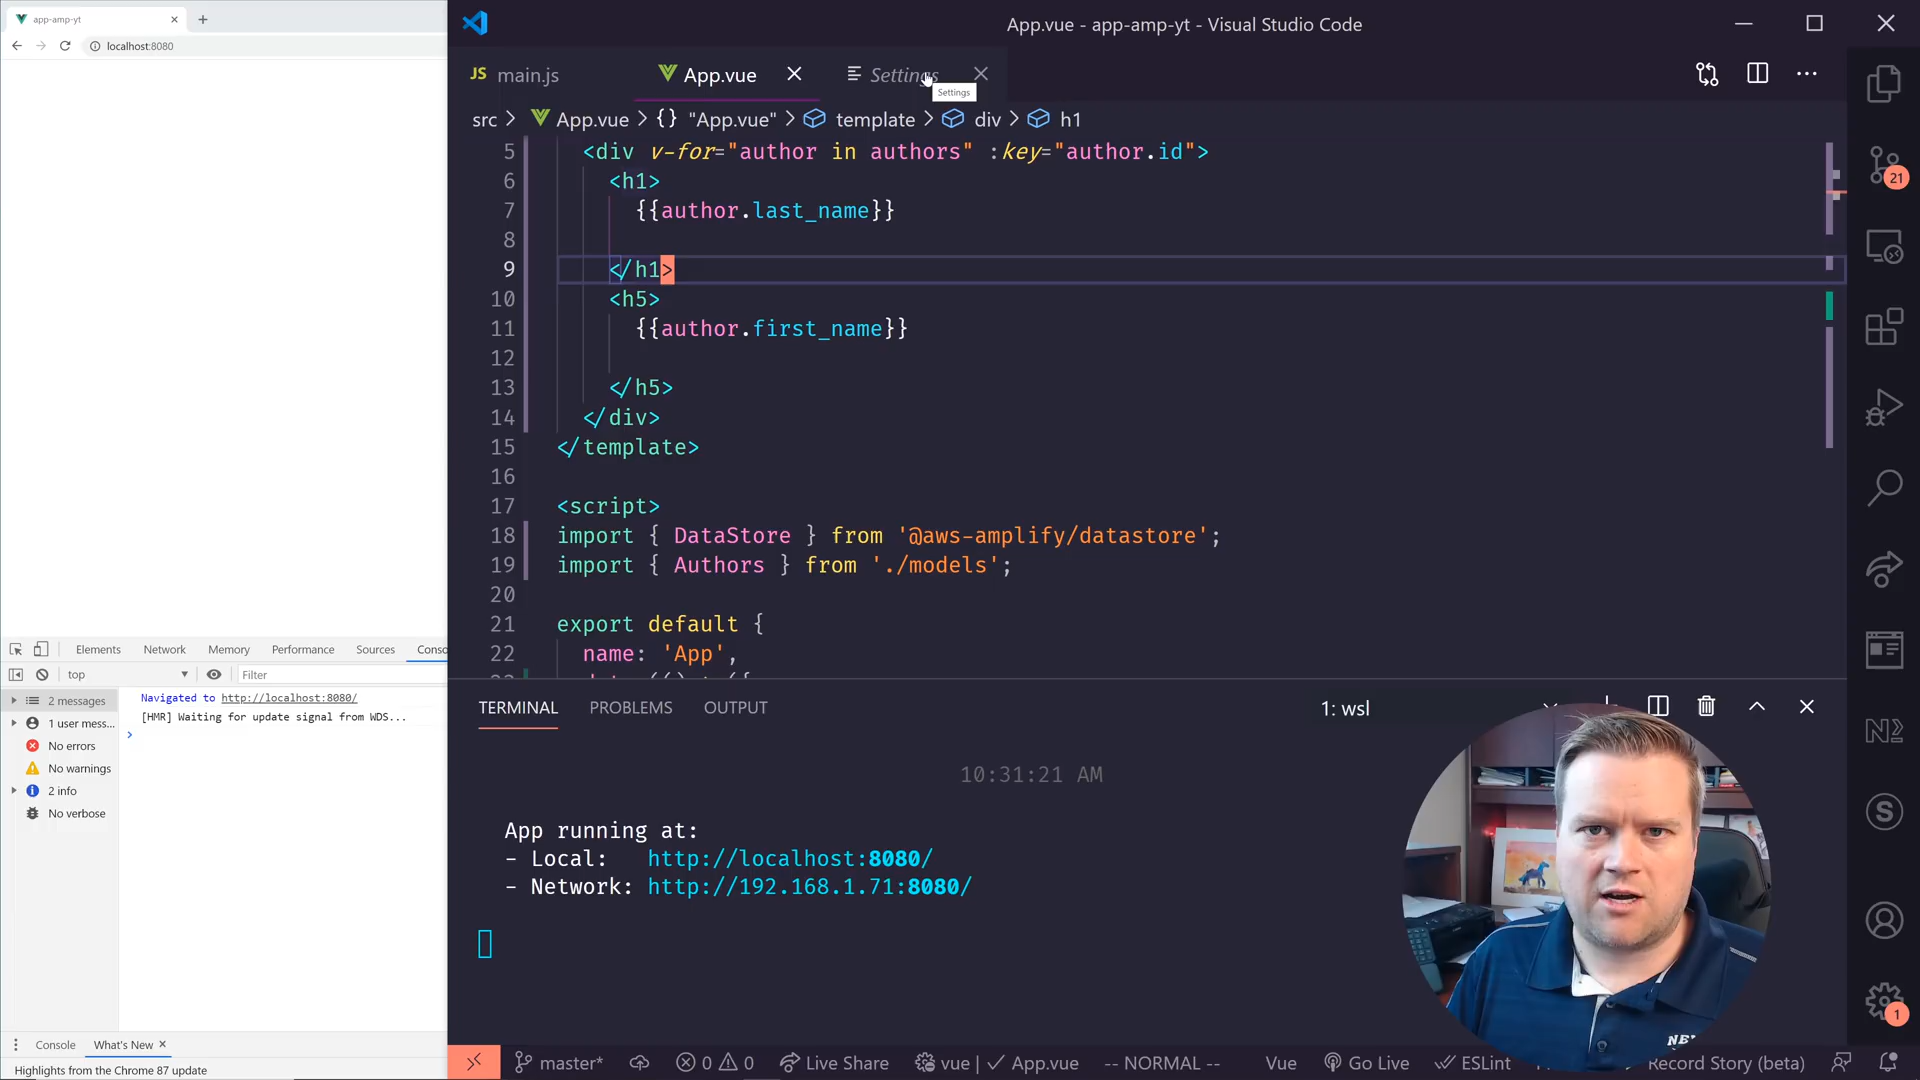 app-amp-yt
localhost:8080
App.vue - app-amp-yt - Visual Studio Code
JS main.js
App.vue
Settings
Settings
src > App.vue > {} "App.vue" > template > div > h1
5 <div v-for="author in authors" :key="author.id">
6 <h1>
7 {{author.last_name}}
8
9 </h1>
10 <h5>
11 {{author.first_name}}
12
13 </h5>
14 </div>
15 </template>
16
17 <script>
18 import { DataStore } from '@aws-amplify/datastore';
19 import { Authors } from './models';
20
21 export default {
22 name: 'App',
21
Elements Network Memory Performance Sources Conso
top Filter
2 messages
1 user mess...
No errors
No warnings
2 info
No verbose
Navigated to http://localhost:8080/
[HMR] Waiting for update signal from WDS...
Console What's New
Highlights from the Chrome 87 update
TERMINAL PROBLEMS OUTPUT 1: wsl
10:31:21 AM
App running at:
- Local: http://localhost:8080/
- Network: http://192.168.1.71:8080/
master* 0 0 Live Share vue | App.vue -- NORMAL -- Vue Go Live ESLint Record Story (beta)
1